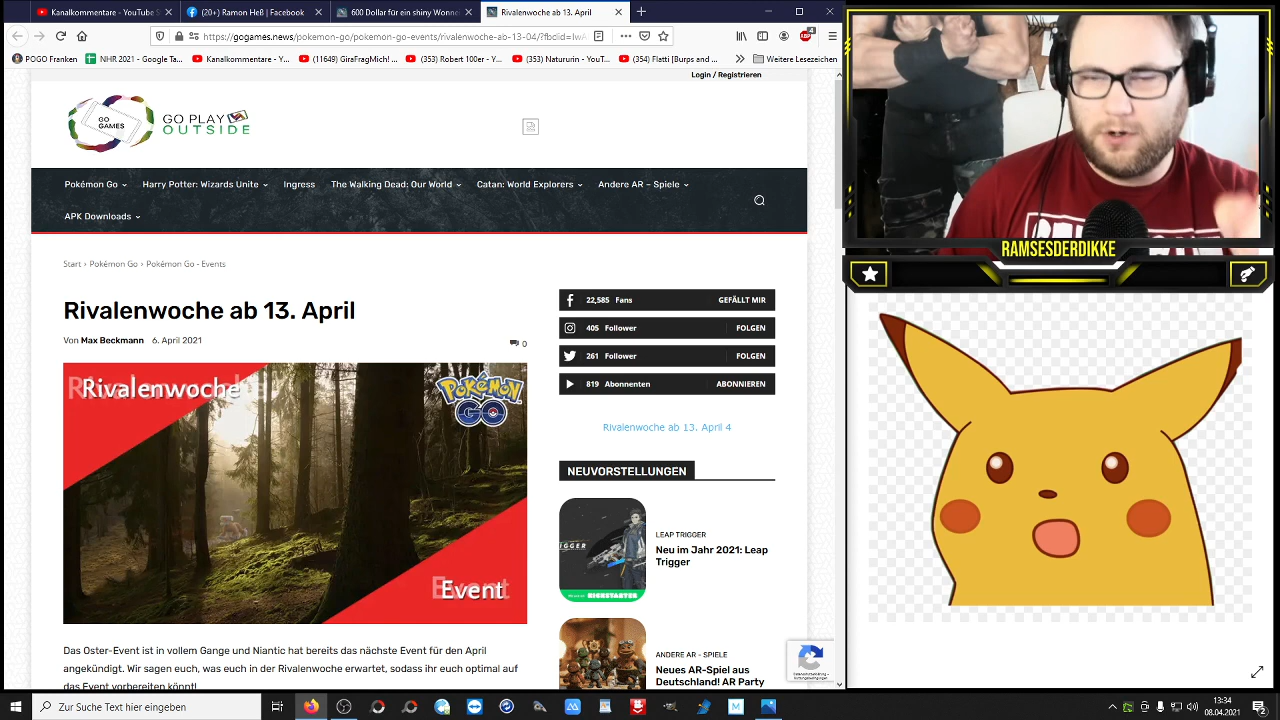 Kanalkommentare - YouTube S
(20+) Ramon Heß | Facebook
600 Dollar für ein shiny Wonne
Rivalenwoche ab 13. April
https://gogames.news/pokemon-go/pokemon-go-events/rivalenwoche-ab-13-04/?fbclid=IwA
POGO Franken
NHR 2021 - Google Ta...
Kanalkommentare - Y...
(11649) GiraFragMich! ...
(353) Robert 100er - Y...
(353) Natururin - YouT...
(354) Flatti [Burps and...
Weitere Lesezeichen
Login / Registrieren
GO GAMES
GO PLAY
OUTSIDE
Pokémon Go
Harry Potter: Wizards Unite
Ingress
The Walking Dead: Our World
Catan: World Explorers
Andere AR – Spiele
APK Downloads
Start › Pokémon Go › Pokémon Go - Events
Rivalenwoche ab 13. April
Von Max Beckmann 6. April 2021
0
Rivalenwoche
POKÉMON
GO
Event
Das Oster-Event ist in vollem Gange und Niantic hat bereits das nächste Event für den April
angekündigt. Wir sagen euch, was euch in der Rivalenwoche erwartet, sodass ihr euch optimal auf
das Event vorbereiten könnt!
22,585 Fans GEFÄLLT MIR
405 Follower FOLGEN
261 Follower FOLGEN
819 Abonnenten ABONNIEREN
Rivalenwoche ab 13. April 4
NEUVORSTELLUNGEN
KICKSTARTER
LEAP TRIGGER
Neu im Jahr 2021: Leap
Trigger
ANDERE AR - SPIELE
Neues AR-Spiel aus
Deutschland! AR Party
RAMSESDERDIKKE
Zur Suche Text hier eingeben
13:34
08.04.2021
2